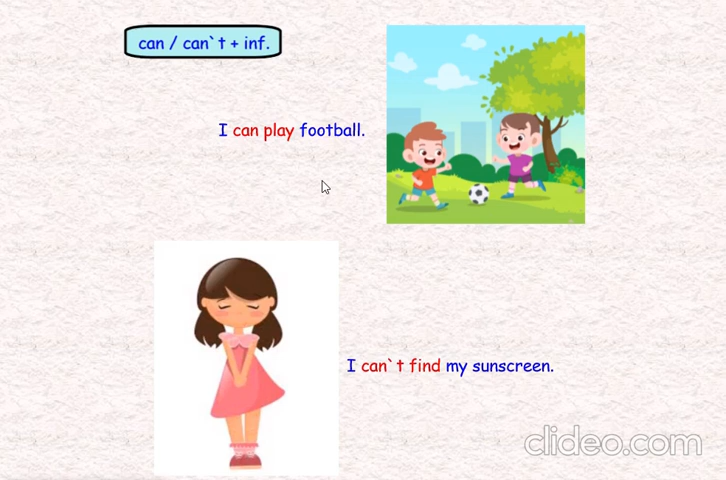 can / can`t + inf.
I can play football.
I can`t find my sunscreen.
clideo.com